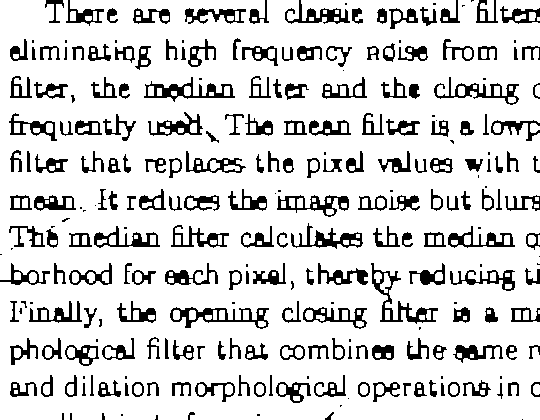 There are several classic spatial filters
eliminating high frequency noise from im
filter, the median filter and the closing o
frequently used. The mean filter is a lowp
filter that replaces the pixel values with t
mean. It reduces the image noise but blurs
The median filter calculates the median o
borhood for each pixel, thereby reducing t
Finally, the opening closing filter is a ma
phological filter that combines the same
and dilation morphological operations in o